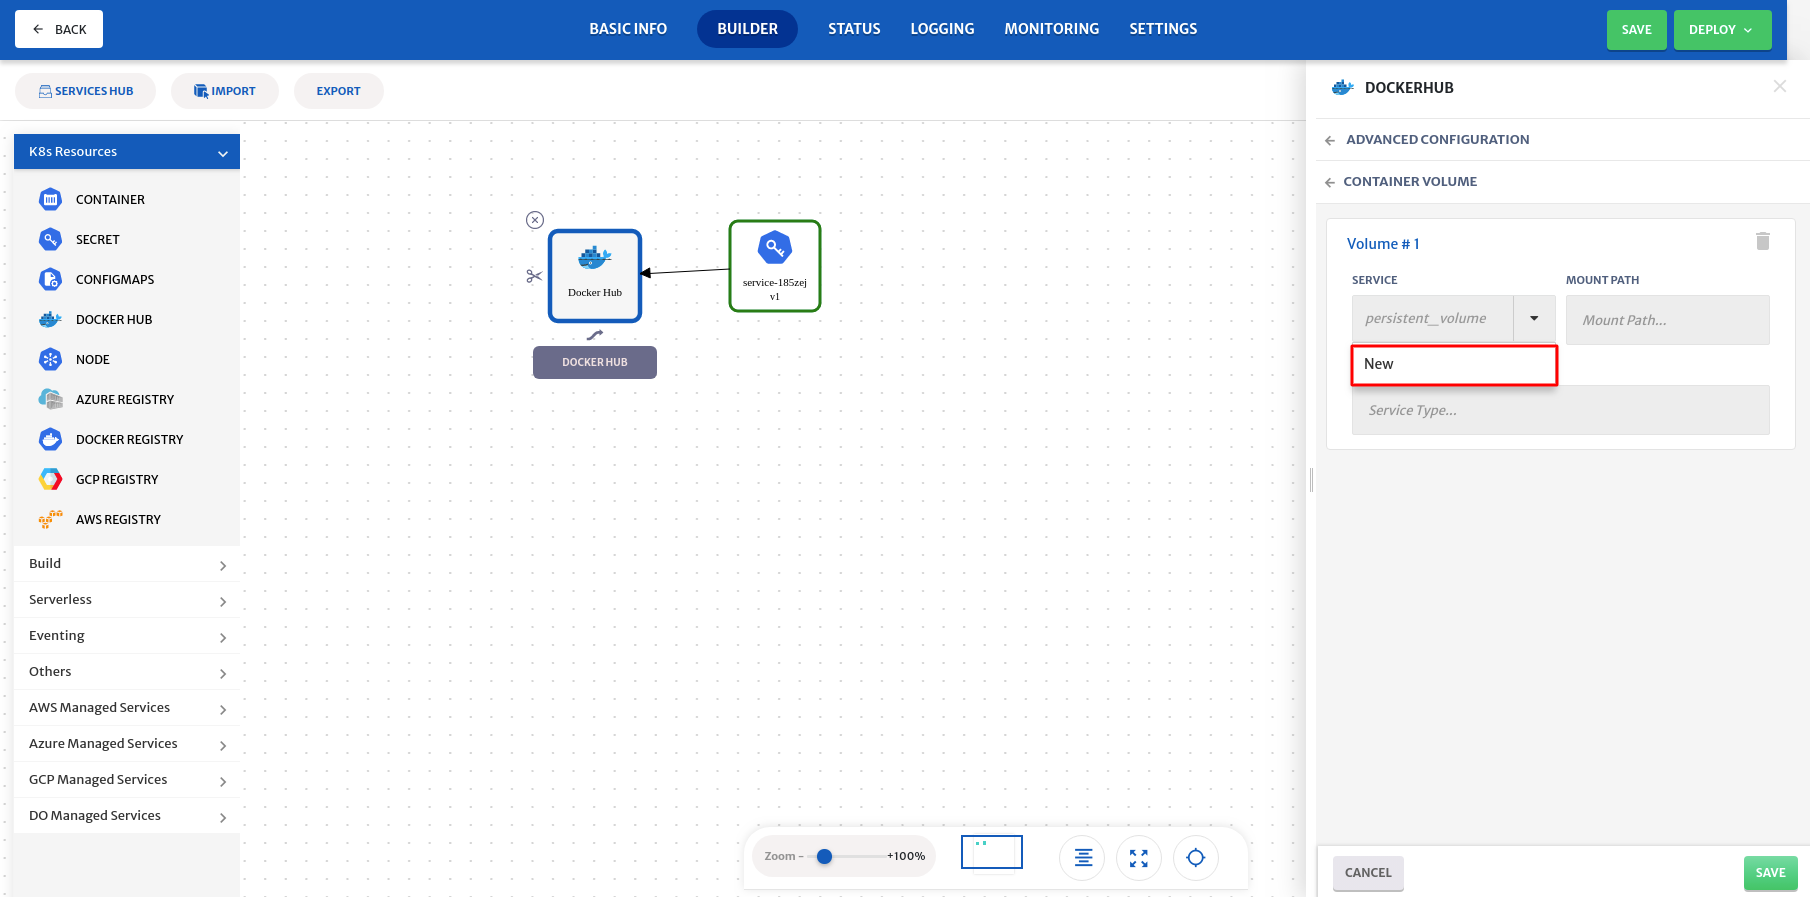 BACK
BASIC INFO
BUILDER
STATUS
LOGGING
MONITORING
SETTINGS
SAVE
DEPLOY
SERVICES HUB
IMPORT
EXPORT
K8s Resources
CONTAINER
SECRET
CONFIGMAPS
DOCKER HUB
NODE
AZURE REGISTRY
DOCKER REGISTRY
GCP REGISTRY
AWS REGISTRY
Build
Serverless
Eventing
Others
AWS Managed Services
Azure Managed Services
GCP Managed Services
DO Managed Services
Docker Hub
DOCKER HUB
service-185zej
v1
Zoom -
+100%
DOCKERHUB
ADVANCED CONFIGURATION
CONTAINER VOLUME
Volume # 1
SERVICE
MOUNT PATH
persistent_volume
Mount Path...
New
Service Type...
CANCEL
SAVE